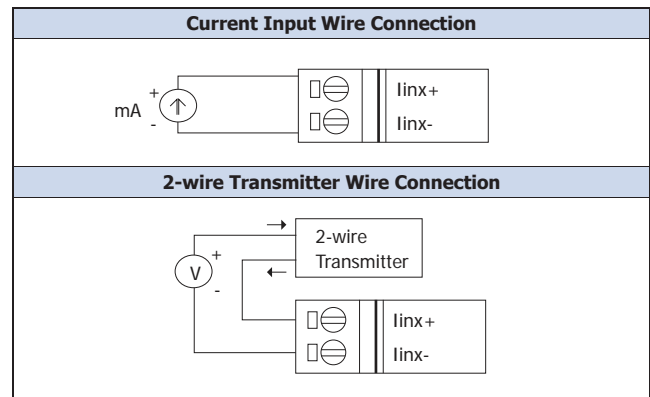 Current Input Wire Connection
mA
+
-
Iinx+
Iinx-
2-wire Transmitter Wire Connection
2-wire
Transmitter
V
+
-
Iinx+
Iinx-